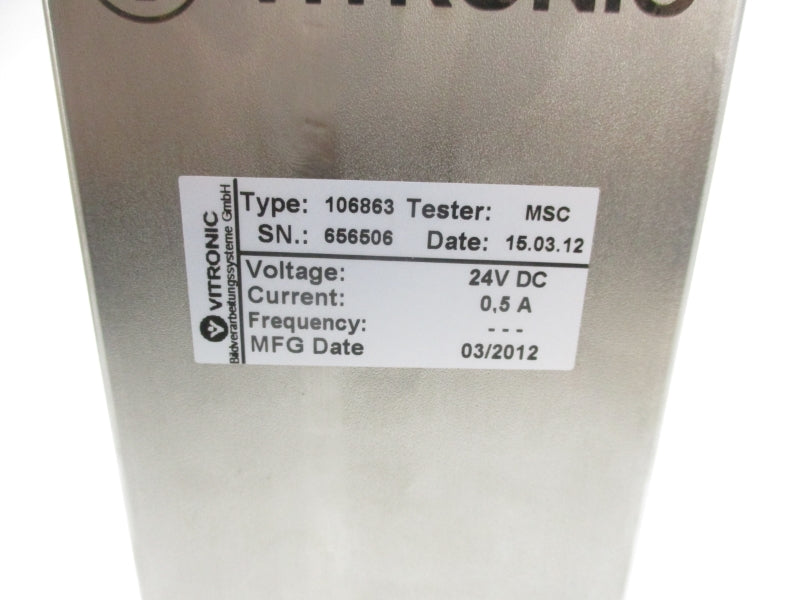 VITRONIC
VITRONIC
Bildverarbeitungssysteme GmbH
Type: 106863 Tester: MSC
SN.: 656506 Date: 15.03.12
Voltage: 24V DC
Current: 0,5 A
Frequency: - - -
MFG Date 03/2012